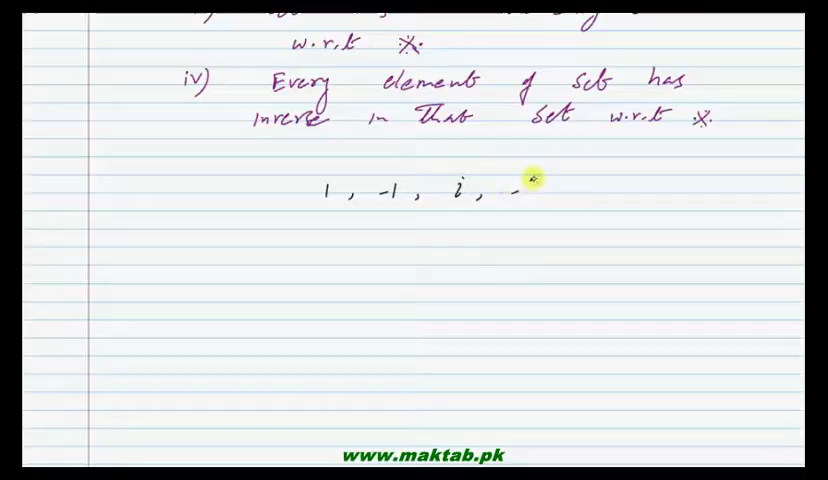 w.r.t ※.
iv) Every element of set has
inverse in that set w.r.t ※.
1, -1, i, -
www.maktab.pk